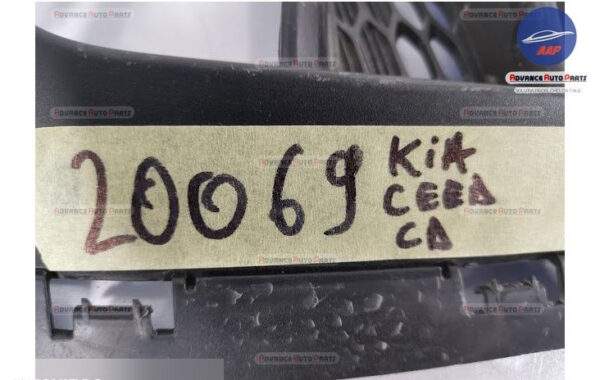 20069
KiA
CEED
CD
AAP
ADVANCE AUTO PARTS